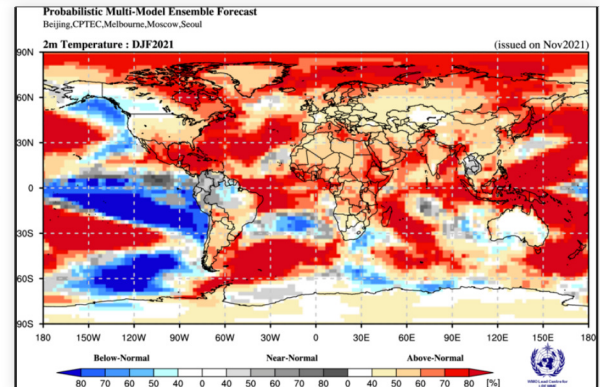 Probabilistic Multi-Model Ensemble Forecast
Beijing,CPTEC,Melbourne,Moscow,Seoul
2m Temperature : DJF2021 (issued on Nov2021)
90N
60N
30N
0
30S
60S
90S
180 150W 120W 90W 60W 30W 0 30E 60E 90E 120E 150E 180
Below-Normal Near-Normal Above-Normal
80 70 60 50 40 0 40 50 60 70 80 0 40 50 60 70 80 [%]